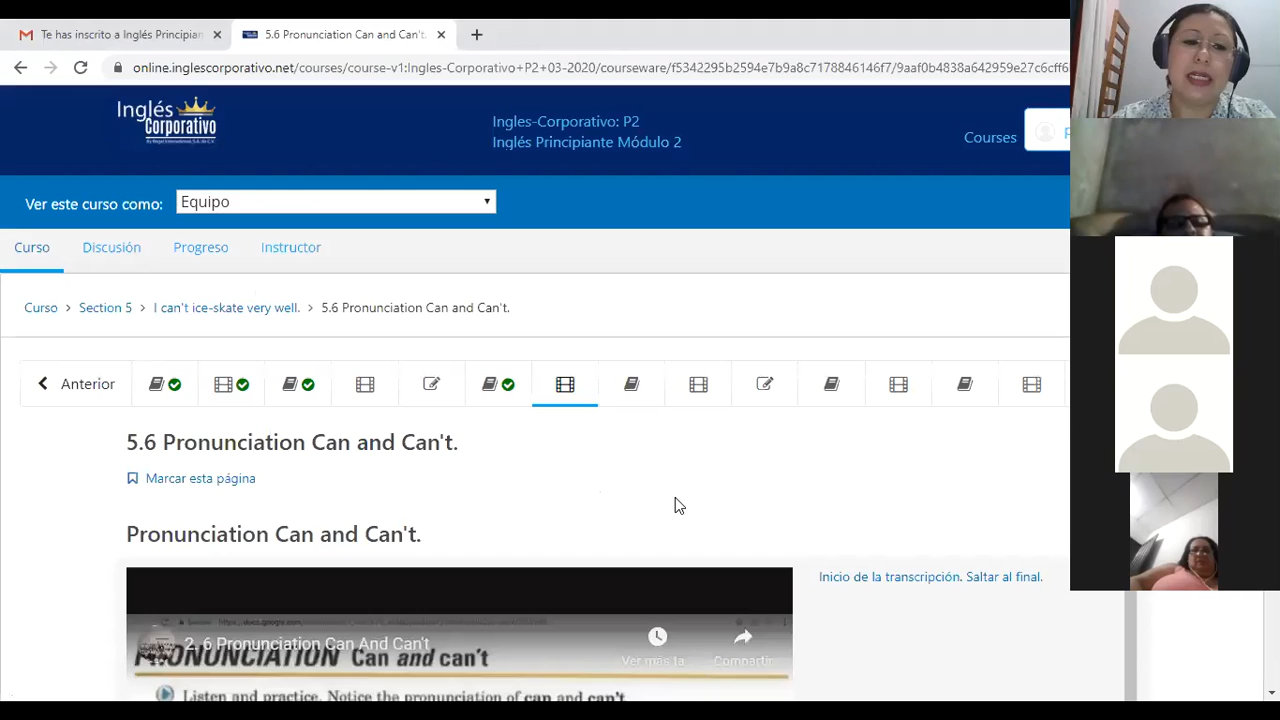 Te has inscrito a Inglés Principian
5.6 Pronunciation Can and Can't.
online.inglescorporativo.net/courses/course-v1:Ingles-Corporativo+P2+03-2020/courseware/f5342295b2594e7b9a8c7178846146f7/9aaf0b4838a642959e27c6cff6
Inglés
Corporativo
Ingles-Corporativo: P2
Inglés Principiante Módulo 2
Courses
Ver este curso como:
Equipo
Curso
Discusión
Progreso
Instructor
Curso > Section 5 > I can't ice-skate very well. > 5.6 Pronunciation Can and Can't.
Anterior
5.6 Pronunciation Can and Can't.
Marcar esta página
Pronunciation Can and Can't.
Inicio de la transcripción. Saltar al final.
2. 6 Pronunciation Can And Can't
PRONUNCIATION Can and can't
Ver más ta
Compartir
Listen and practice. Notice the pronunciation of can and can't